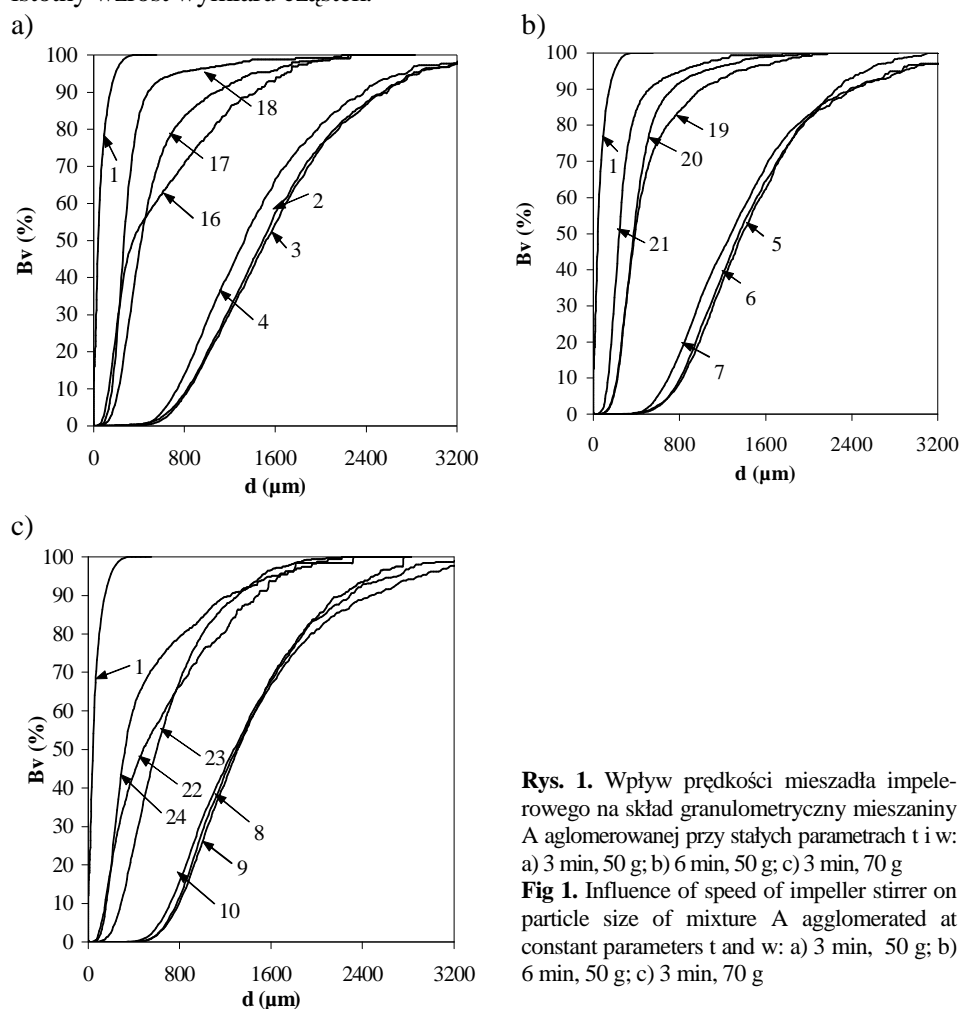 istotny wzrost wymiaru cząstek.
a)
100
90
80
70
60
50
40
30
20
10
0
Bv (%)
1
18
17
16
2
3
4
0 800 1600 2400 3200
d (µm)
b)
100
90
80
70
60
50
40
30
20
10
0
Bv (%)
1
19
20
21
5
6
7
0 800 1600 2400 3200
d (µm)
c)
100
90
80
70
60
50
40
30
20
10
0
Bv (%)
1
23
22
24
8
9
10
0 800 1600 2400 3200
d (µm)
Rys. 1. Wpływ prędkości mieszadła impele-
rowego na skład granulometryczny mieszaniny
A aglomerowanej przy stałych parametrach t i w:
a) 3 min, 50 g; b) 6 min, 50 g; c) 3 min, 70 g
Fig 1. Influence of speed of impeller stirrer on
particle size of mixture A agglomerated at
constant parameters t and w: a) 3 min, 50 g; b)
6 min, 50 g; c) 3 min, 70 g